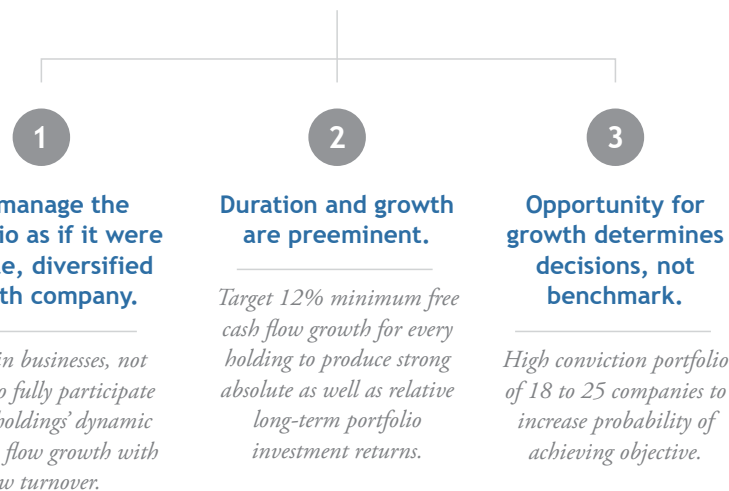 1
manage the
io as if it were
e, diversified
th company.
in businesses, not
o fully participate
holdings’ dynamic
flow growth with
w turnover.
2
Duration and growth
are preeminent.
Target 12% minimum free
cash flow growth for every
holding to produce strong
absolute as well as relative
long-term portfolio
investment returns.
3
Opportunity for
growth determines
decisions, not
benchmark.
High conviction portfolio
of 18 to 25 companies to
increase probability of
achieving objective.